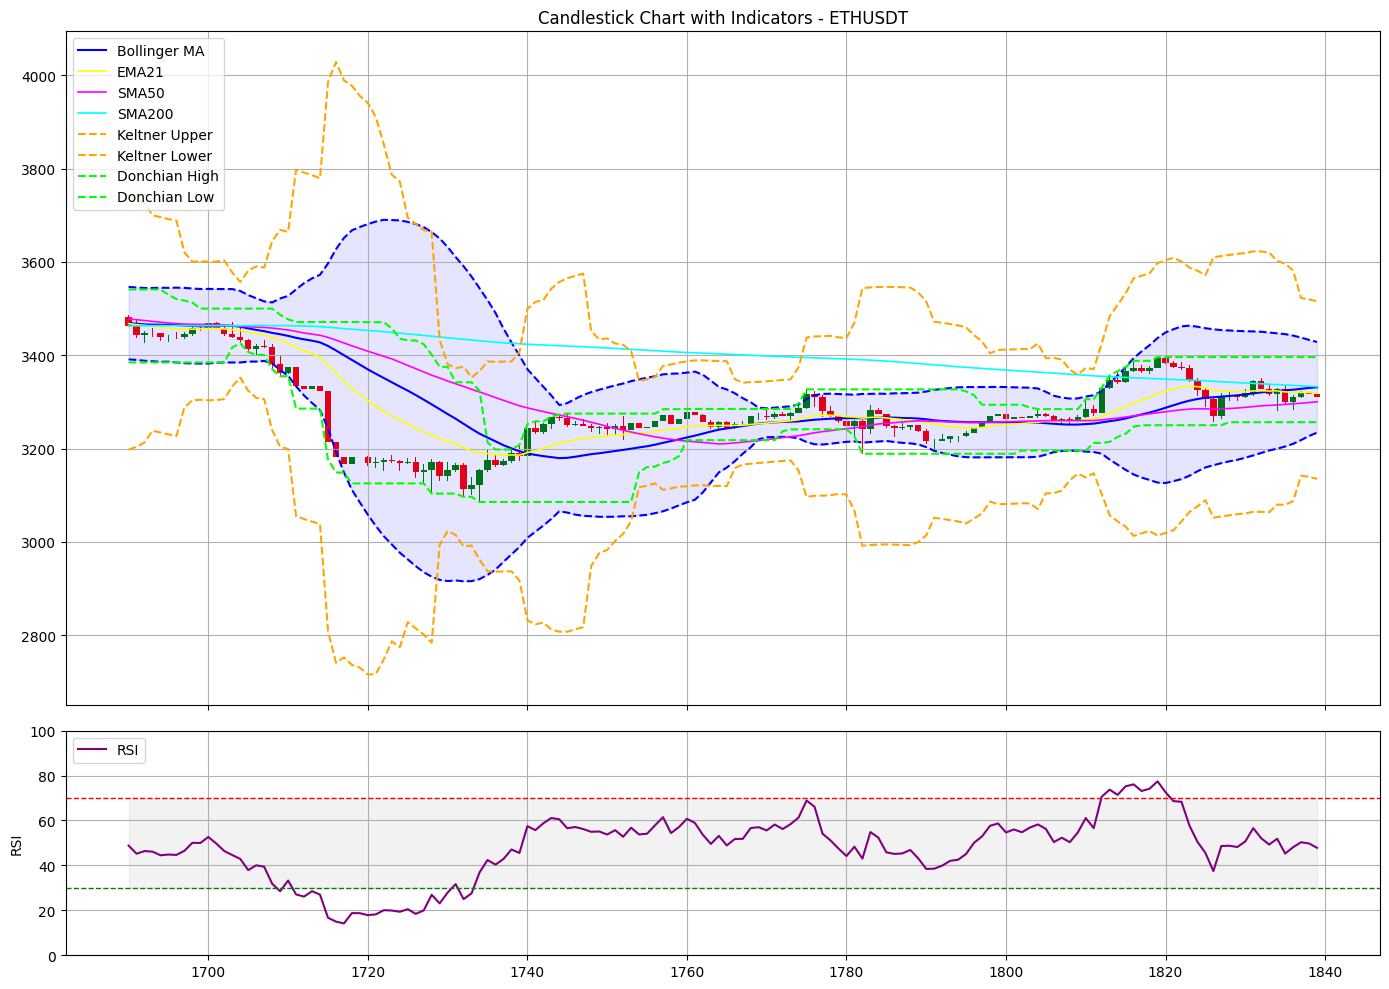 Candlestick Chart with Indicators - ETHUSDT
Bollinger MA
EMA21
SMA50
SMA200
Keltner Upper
Keltner Lower
Donchian High
Donchian Low
4000
3800
3600
3400
3200
3000
2800
RSI
100
80
60
40
20
0
RSI
1700 1720 1740 1760 1780 1800 1820 1840